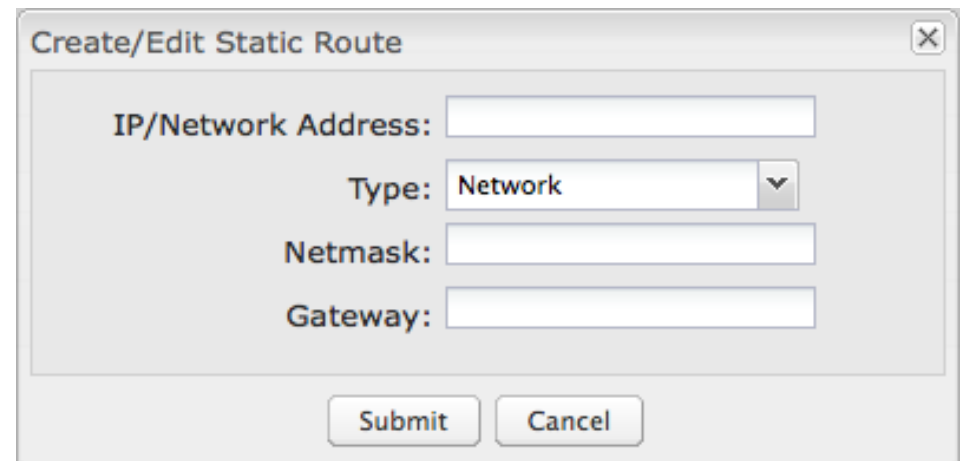 Create/Edit Static Route
IP/Network Address:
Type: Network
Netmask:
Gateway:
Submit Cancel